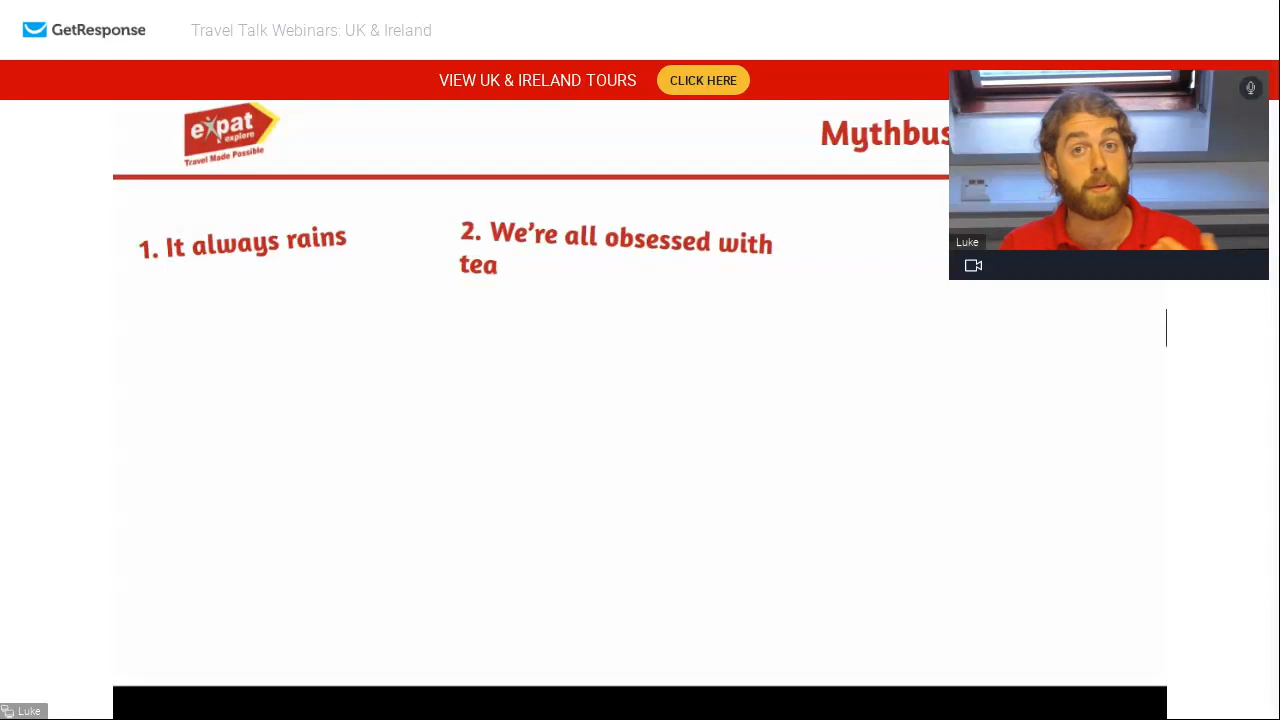 GetResponse
Travel Talk Webinars: UK & Ireland
VIEW UK & IRELAND TOURS
CLICK HERE
expat
explore
Travel Made Possible
Mythbus
1. It always rains
2. We're all obsessed with
tea
Luke
Luke